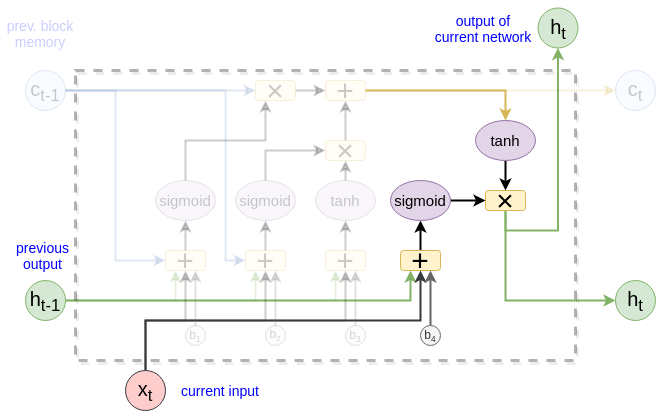 prev. block
memory
output of
current network
h_t
c_{t-1}
×
+
c_t
tanh
×
sigmoid
sigmoid
tanh
sigmoid
×
previous
output
+
+
+
+
h_{t-1}
h_t
b_1
b_2
b_3
b_4
x_t
current input